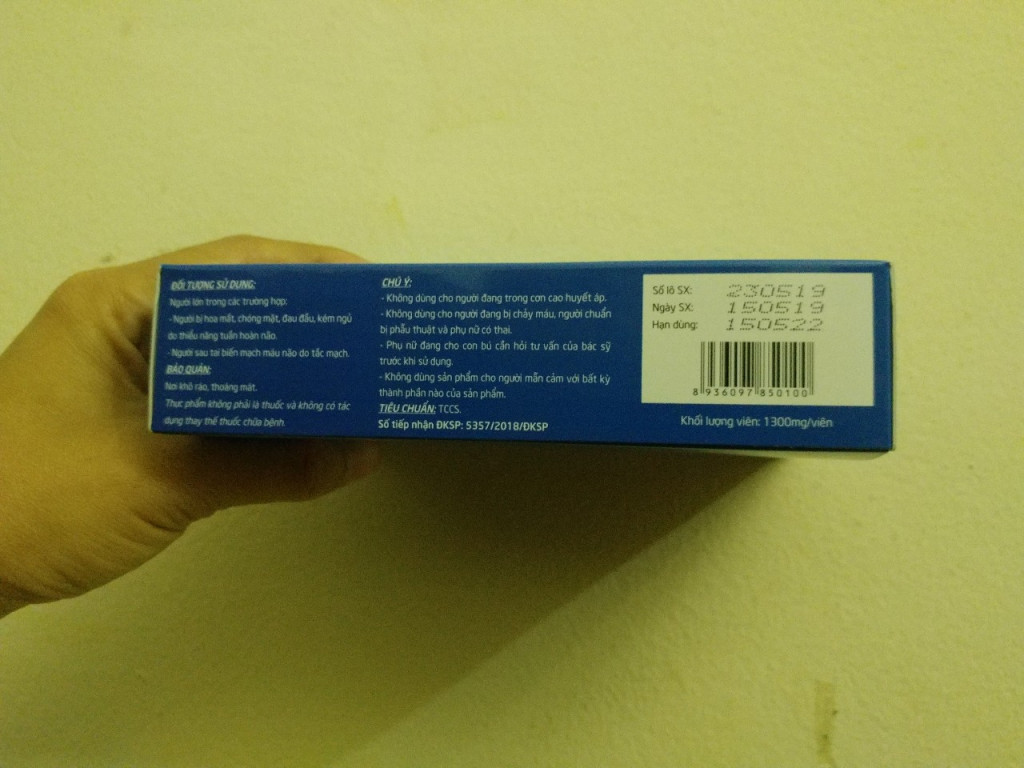 ĐỐI TƯỢNG SỬ DỤNG:
Người lớn trong các trường hợp:
- Người bị hoa mắt, chóng mặt, đau đầu, kém ngủ
do thiểu năng tuần hoàn não.
- Người sau tai biến mạch máu não do tắc mạch.
BẢO QUẢN:
Nơi khô ráo, thoáng mát.
Thực phẩm không phải là thuốc và không có tác
dụng thay thế thuốc chữa bệnh.
CHÚ Ý:
- Không dùng cho người đang trong cơn cao huyết áp.
- Không dùng cho người đang bị chảy máu, người chuẩn
bị phẫu thuật và phụ nữ có thai.
- Phụ nữ đang cho con bú cần hỏi tư vấn của bác sỹ
trước khi sử dụng.
- Không dùng sản phẩm cho người mẫn cảm với bất kỳ
thành phần nào của sản phẩm.
TIÊU CHUẨN: TCCS.
Số tiếp nhận ĐKSP: 5357/2018/ĐKSP
Số lô SX: 230519
Ngày SX: 150519
Hạn dùng: 150522
8 936097 850100
Khối lượng viên: 1300mg/viên